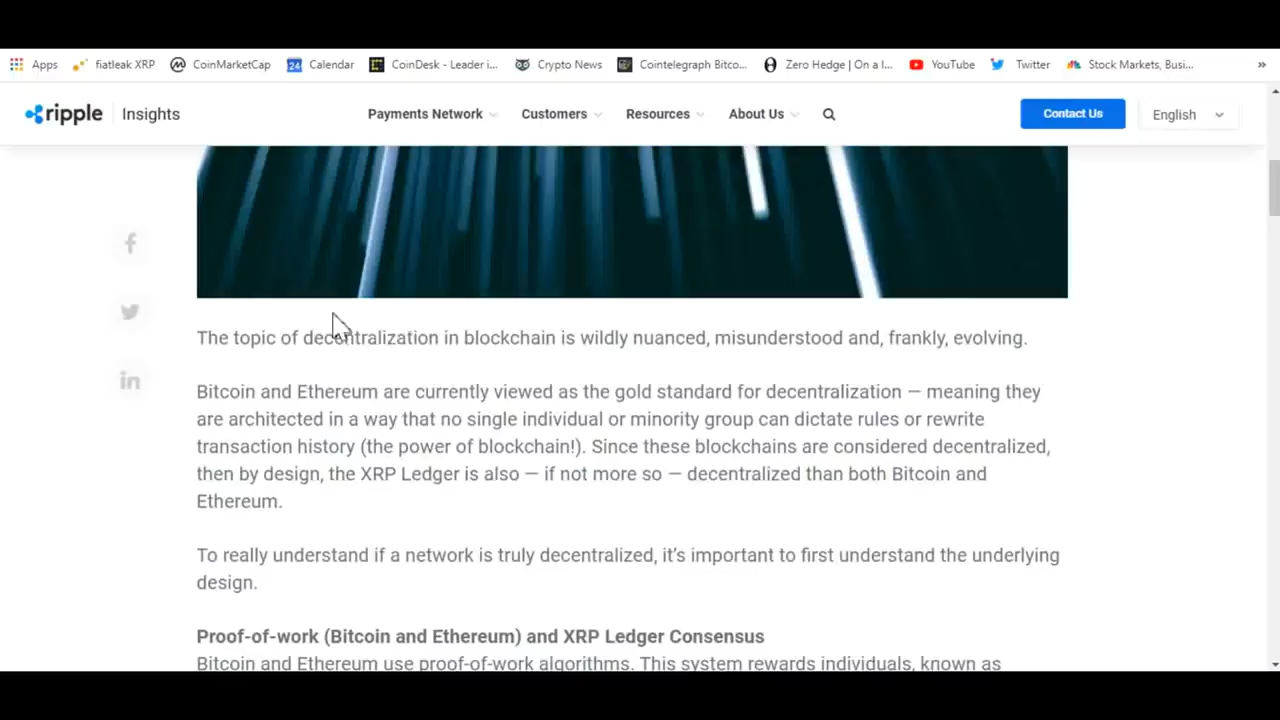 Apps fiatleak XRP CoinMarketCap 24 Calendar CoinDesk - Leader i... Crypto News Cointelegraph Bitco... Zero Hedge | On a l... YouTube Twitter Stock Markets, Busi... »
ripple Insights Payments Network Customers Resources About Us Contact Us English
The topic of decentralization in blockchain is wildly nuanced, misunderstood and, frankly, evolving.
Bitcoin and Ethereum are currently viewed as the gold standard for decentralization — meaning they
are architected in a way that no single individual or minority group can dictate rules or rewrite
transaction history (the power of blockchain!). Since these blockchains are considered decentralized,
then by design, the XRP Ledger is also — if not more so — decentralized than both Bitcoin and
Ethereum.
To really understand if a network is truly decentralized, it's important to first understand the underlying
design.
Proof-of-work (Bitcoin and Ethereum) and XRP Ledger Consensus
Bitcoin and Ethereum use proof-of-work algorithms. This system rewards individuals, known as